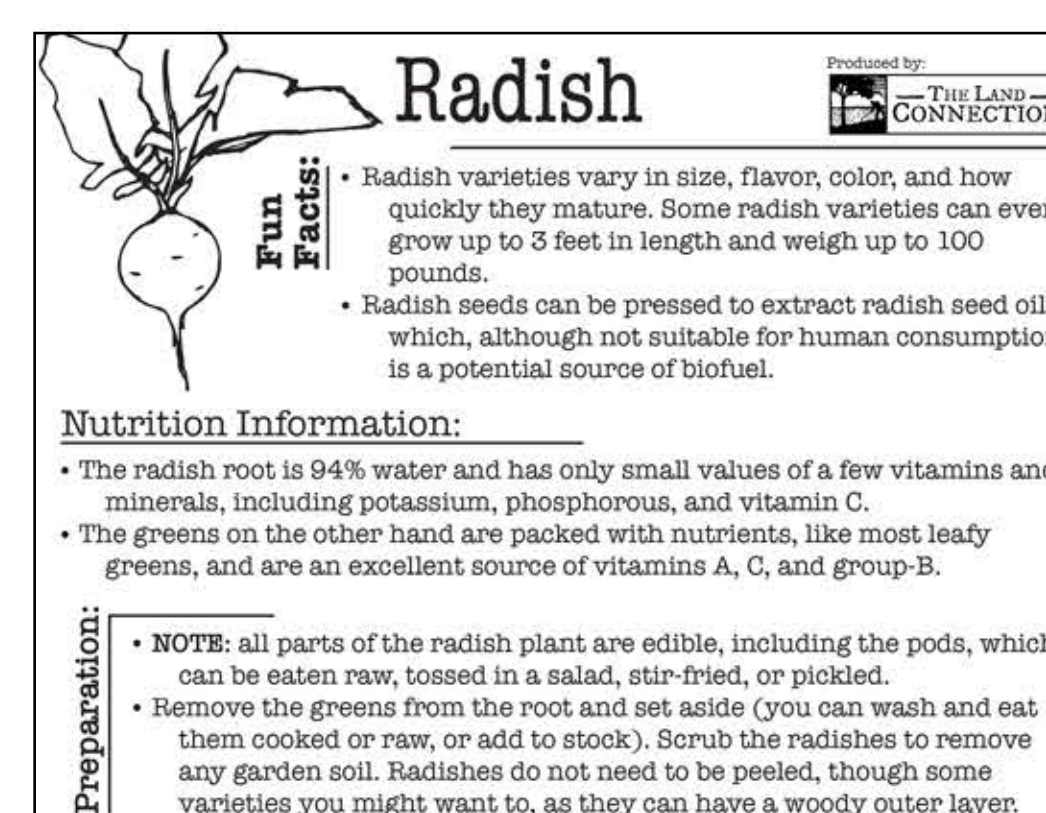 Radish
Produced by:
THE LAND
CONNECTION
Fun
Facts:
• Radish varieties vary in size, flavor, color, and how
quickly they mature. Some radish varieties can even
grow up to 3 feet in length and weigh up to 100
pounds.
• Radish seeds can be pressed to extract radish seed oil
which, although not suitable for human consumption
is a potential source of biofuel.
Nutrition Information:
• The radish root is 94% water and has only small values of a few vitamins and
minerals, including potassium, phosphorous, and vitamin C.
• The greens on the other hand are packed with nutrients, like most leafy
greens, and are an excellent source of vitamins A, C, and group-B.
Preparation:
• NOTE: all parts of the radish plant are edible, including the pods, which
can be eaten raw, tossed in a salad, stir-fried, or pickled.
• Remove the greens from the root and set aside (you can wash and eat
them cooked or raw, or add to stock). Scrub the radishes to remove
any garden soil. Radishes do not need to be peeled, though some
varieties you might want to, as they can have a woody outer layer.